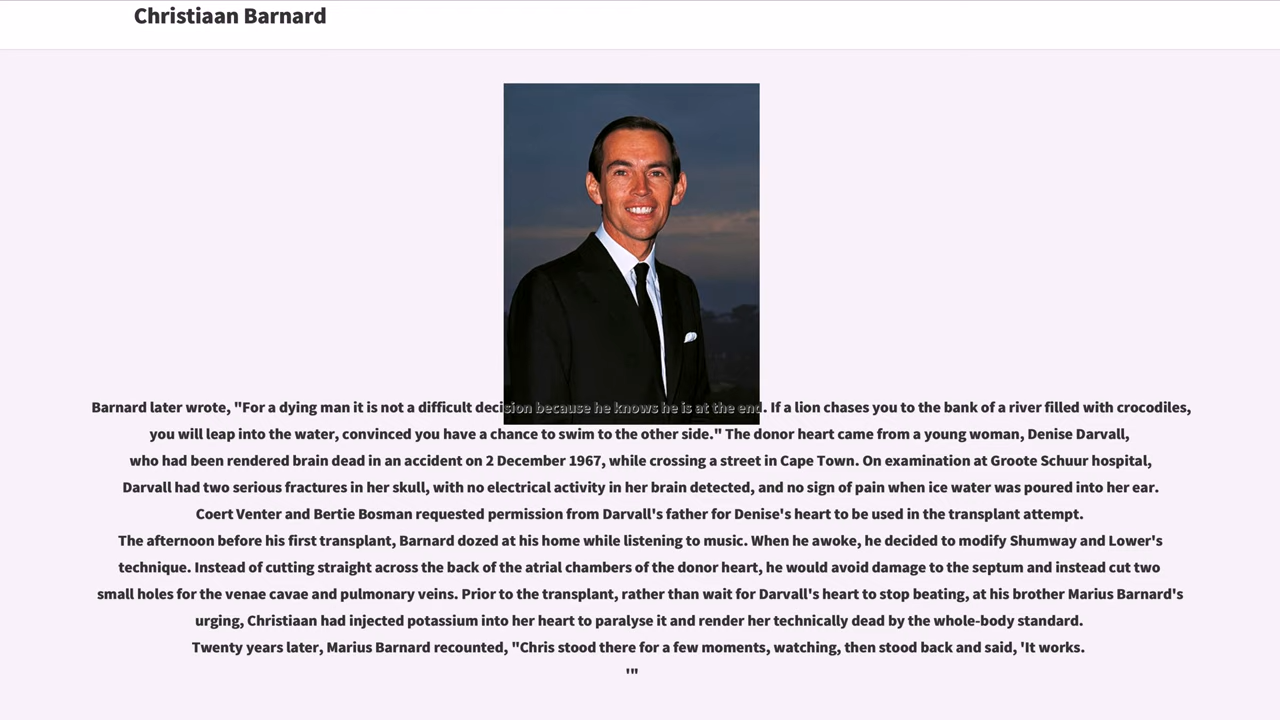 Christiaan Barnard
Barnard later wrote, "For a dying man it is not a difficult decision because he knows he is at the end. If a lion chases you to the bank of a river filled with crocodiles,
you will leap into the water, convinced you have a chance to swim to the other side." The donor heart came from a young woman, Denise Darvall,
who had been rendered brain dead in an accident on 2 December 1967, while crossing a street in Cape Town. On examination at Groote Schuur hospital,
Darvall had two serious fractures in her skull, with no electrical activity in her brain detected, and no sign of pain when ice water was poured into her ear.
Coert Venter and Bertie Bosman requested permission from Darvall's father for Denise's heart to be used in the transplant attempt.
The afternoon before his first transplant, Barnard dozed at his home while listening to music. When he awoke, he decided to modify Shumway and Lower's
technique. Instead of cutting straight across the back of the atrial chambers of the donor heart, he would avoid damage to the septum and instead cut two
small holes for the venae cavae and pulmonary veins. Prior to the transplant, rather than wait for Darvall's heart to stop beating, at his brother Marius Barnard's
urging, Christiaan had injected potassium into her heart to paralyse it and render her technically dead by the whole-body standard.
Twenty years later, Marius Barnard recounted, "Chris stood there for a few moments, watching, then stood back and said, 'It works.
'"